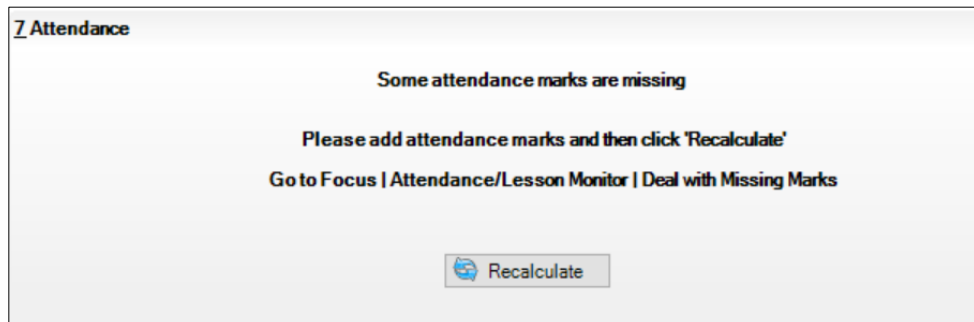 7 Attendance
Some attendance marks are missing
Please add attendance marks and then click 'Recalculate'
Go to Focus | Attendance/Lesson Monitor | Deal with Missing Marks
Recalculate